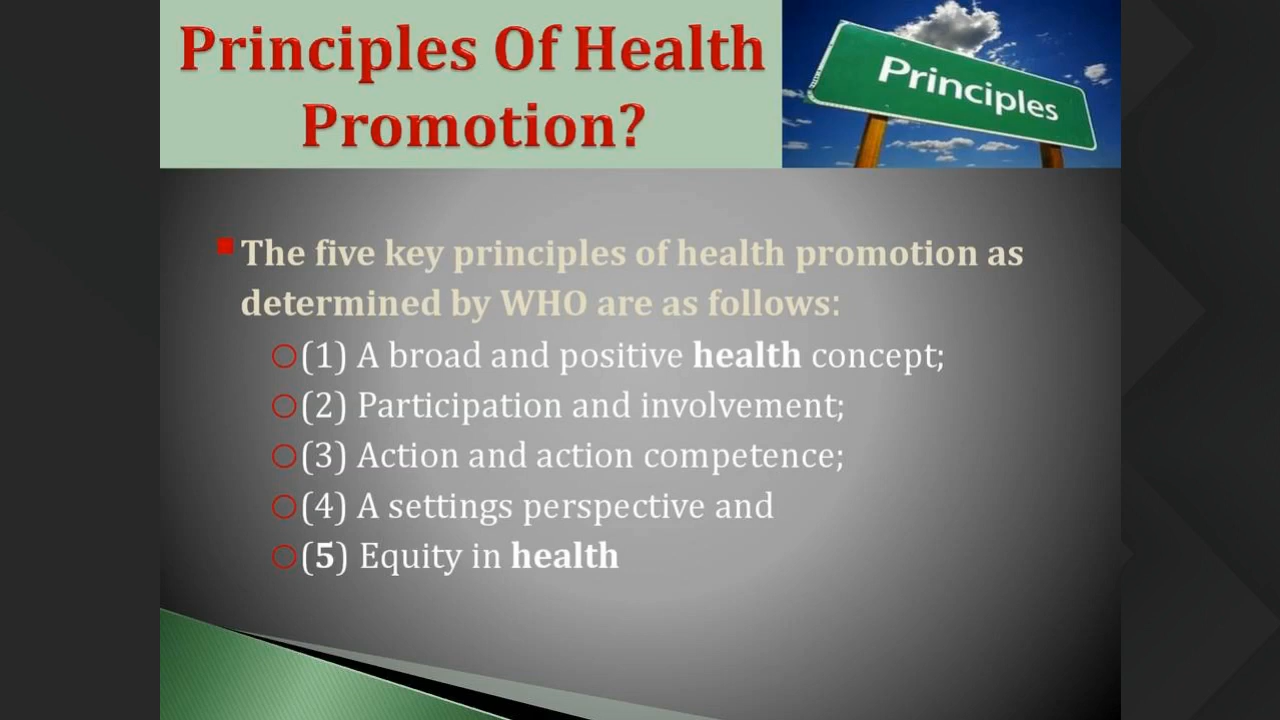 Principles Of Health
Promotion?
Principles
The five key principles of health promotion as
determined by WHO are as follows:
(1) A broad and positive health concept;
(2) Participation and involvement;
(3) Action and action competence;
(4) A settings perspective and
(5) Equity in health